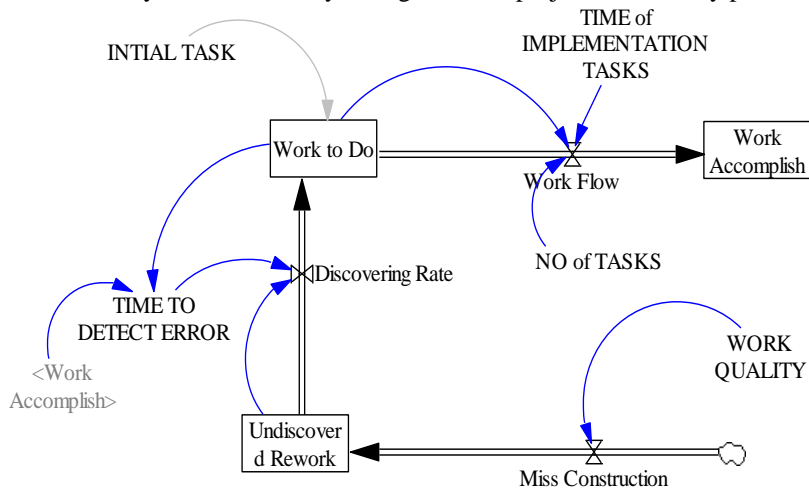 TIME of
IMPLEMENTATION
TASKS
INTIAL TASK
Work to Do
Work
Accomplish
Work Flow
NO of TASKS
Discovering Rate
TIME TO
DETECT ERROR
<Work
Accomplish>
WORK
QUALITY
Undiscover
d Rework
Miss Construction